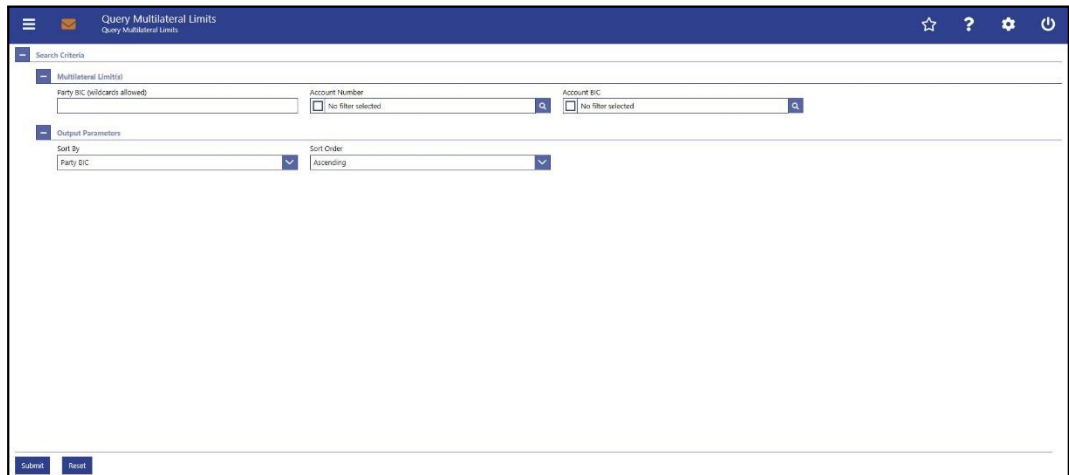 Query Multilateral Limits
Query Multilateral Limits
Search Criteria
Multilateral Limit(s)
Party BIC (wildcards allowed) Account Number Account BIC
No filter selected No filter selected
Output Parameters
Sort By Sort Order
Party BIC Ascending
Submit Reset